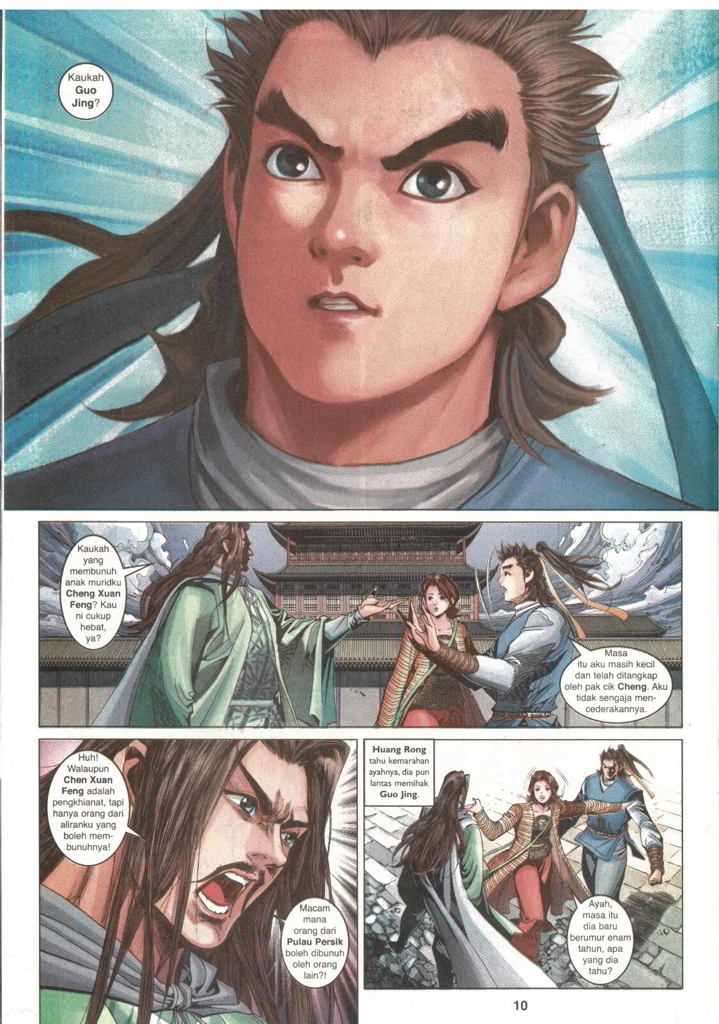 Kaukah
Guo
Jing?
Kaukah
yang
membunuh
anak muridku
Cheng Xuan
Feng? Kau
ni cukup
hebat,
ya?
Masa
itu aku masih kecil
dan telah ditangkap
oleh pak cik Cheng. Aku
tidak sengaja men-
cederakannya.
Huh!
Walaupun
Chen Xuan
Feng adalah
pengkhianat, tapi
hanya orang dari
aliranku yang
boleh mem-
bunuhnya!
Macam
mana
orang dari
Pulau Persik
boleh dibunuh
oleh orang
lain?!
Huang Rong
tahu kemarahan
ayahnya, dia pun
lantas memihak
Guo Jing.
Ayah,
masa itu
dia baru
berumur enam
tahun, apa
yang dia
tahu?
10